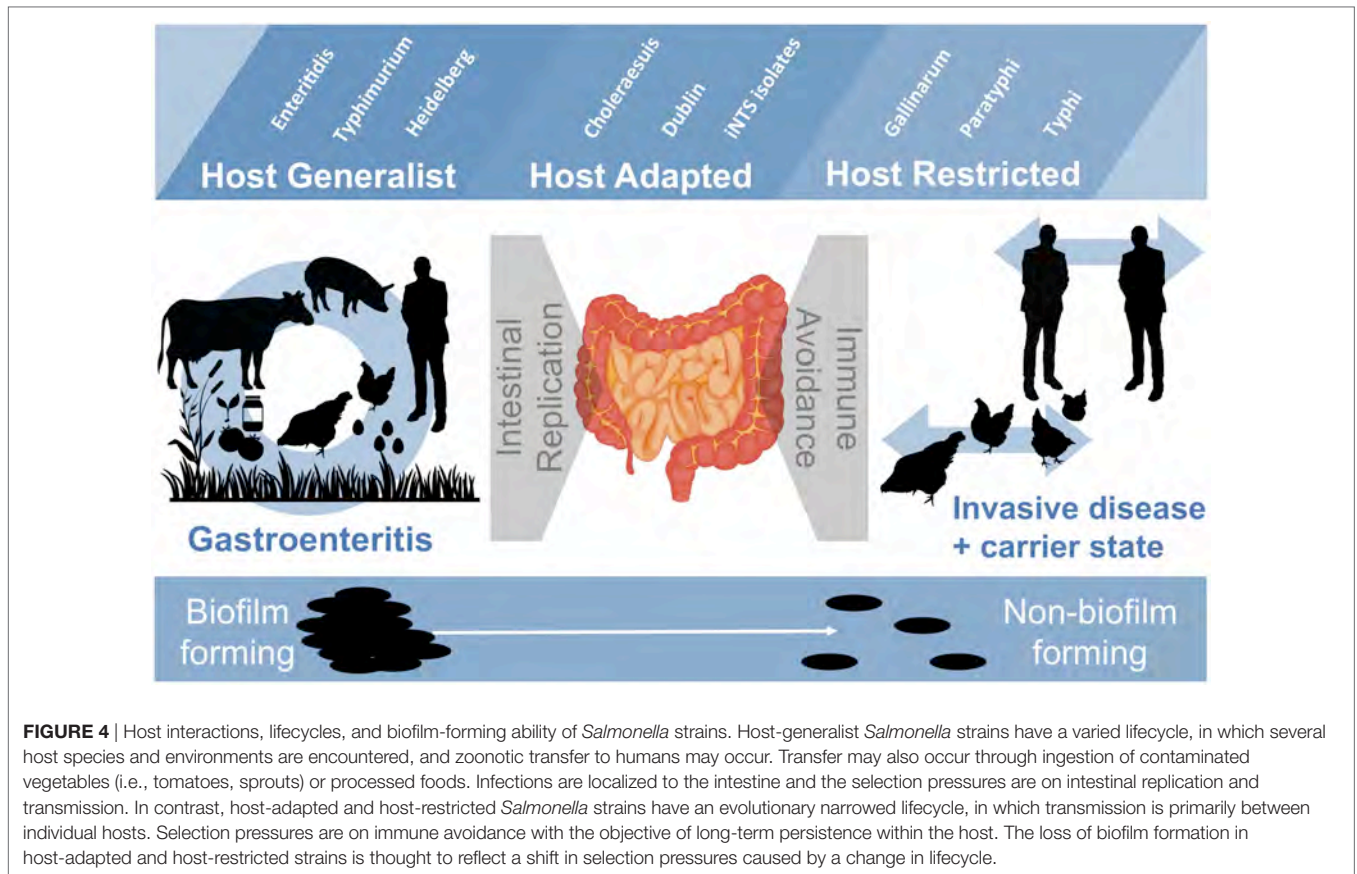 Enteritidis
Typhimurium
Heidelberg
Choleraesuis
Dublin
iNTS isolates
Gallinarum
Paratyphi
Typhi
Host Generalist
Host Adapted
Host Restricted
Intestinal
Replication
Immune
Avoidance
Gastroenteritis
Invasive disease
+ carrier state
Biofilm
forming
Non-biofilm
forming
FIGURE 4 | Host interactions, lifecycles, and biofilm-forming ability of Salmonella strains. Host-generalist Salmonella strains have a varied lifecycle, in which several
host species and environments are encountered, and zoonotic transfer to humans may occur. Transfer may also occur through ingestion of contaminated
vegetables (i.e., tomatoes, sprouts) or processed foods. Infections are localized to the intestine and the selection pressures are on intestinal replication and
transmission. In contrast, host-adapted and host-restricted Salmonella strains have an evolutionary narrowed lifecycle, in which transmission is primarily between
individual hosts. Selection pressures are on immune avoidance with the objective of long-term persistence within the host. The loss of biofilm formation in
host-adapted and host-restricted strains is thought to reflect a shift in selection pressures caused by a change in lifecycle.